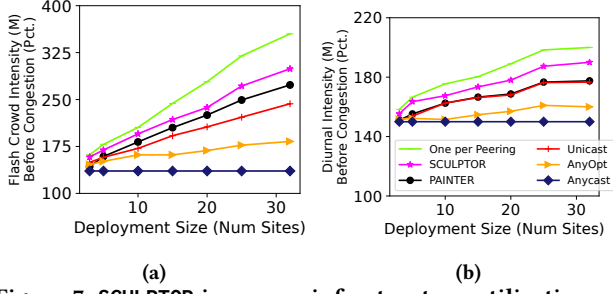 Flash Crowd Intensity (M)
Before Congestion (Pct.)
400
325
250
175
100
10
20
30
Deployment Size (Num Sites)
(a)
Diurnal Intensity (M)
Before Congestion (Pct.)
220
180
140
100
One per Peering
SCULPTOR
PAINTER
Unicast
AnyOpt
Anycast
10
20
30
Deployment Size (Num Sites)
(b)